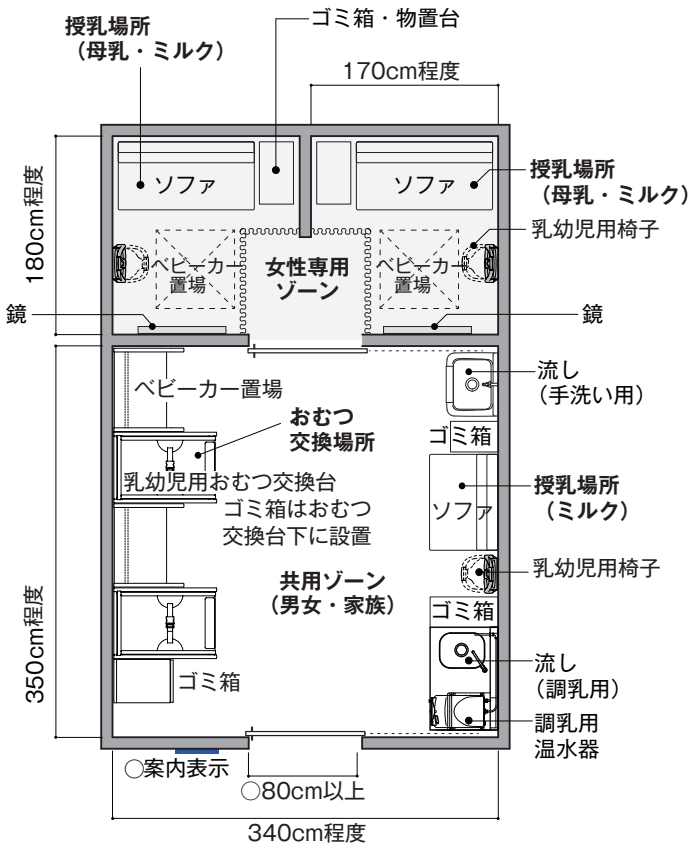 授乳場所
（母乳・ミルク）
ゴミ箱・物置台
170cm程度
180cm程度
ソファ
ソファ
授乳場所
（母乳・ミルク）
乳幼児用椅子
ベビーカー
置場
女性専用
ゾーン
ベビーカー
置場
鏡
鏡
ベビーカー置場
流し
（手洗い用）
おむつ
交換場所
ゴミ箱
乳幼児用おむつ交換台
ゴミ箱はおむつ
交換台下に設置
ソファ
授乳場所
（ミルク）
350cm程度
共用ゾーン
（男女・家族）
乳幼児用椅子
ゴミ箱
ゴミ箱
流し
（調乳用）
調乳用
温水器
○案内表示
○80cm以上
340cm程度